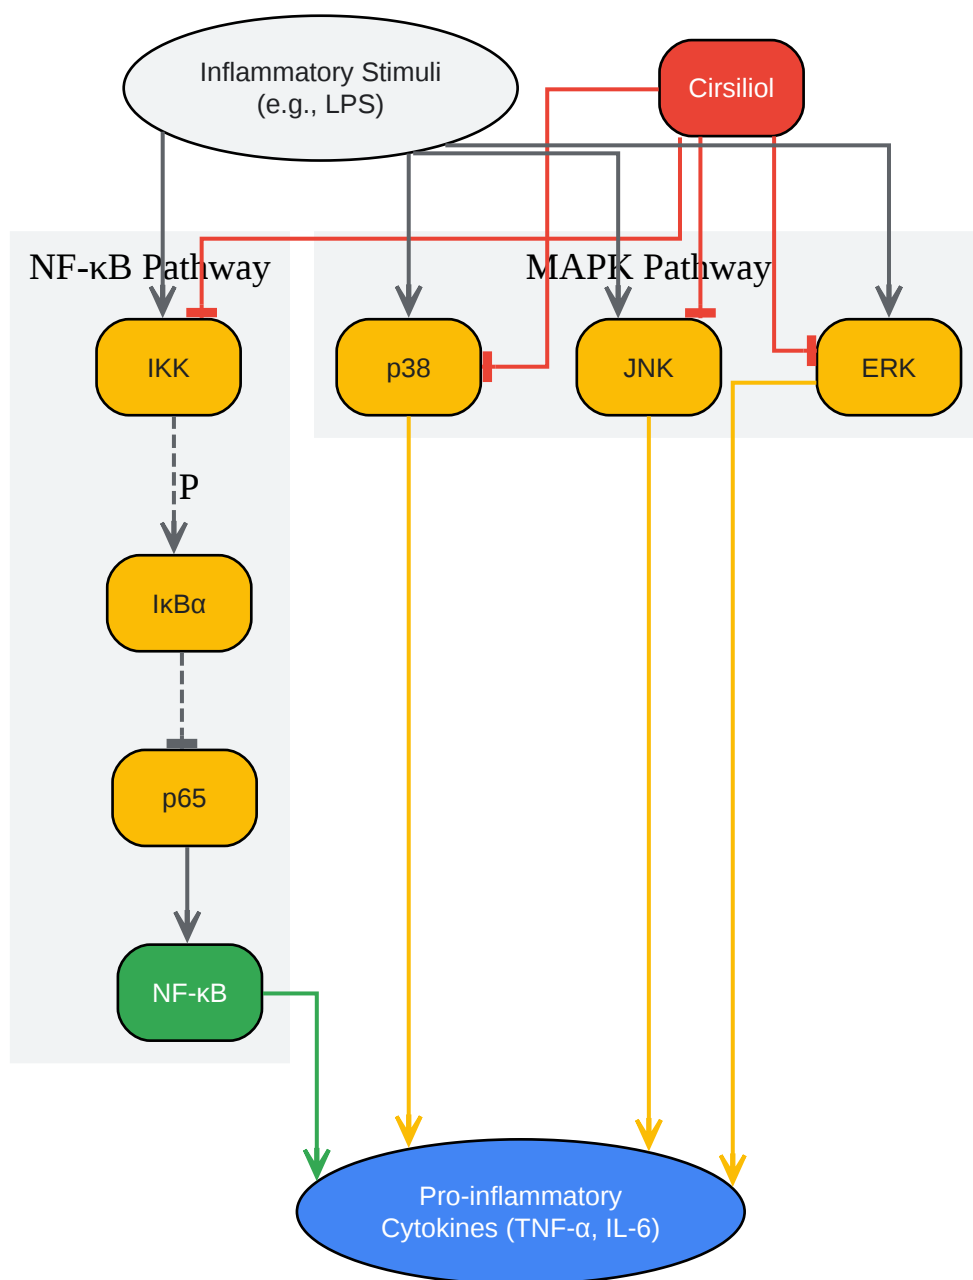 Inflammatory Stimuli
(e.g., LPS)
Cirsiliol
NF-κB Pathway
MAPK Pathway
IKK
p38
JNK
ERK
P
IκBα
p65
NF-κB
Pro-inflammatory
Cytokines (TNF-α, IL-6)